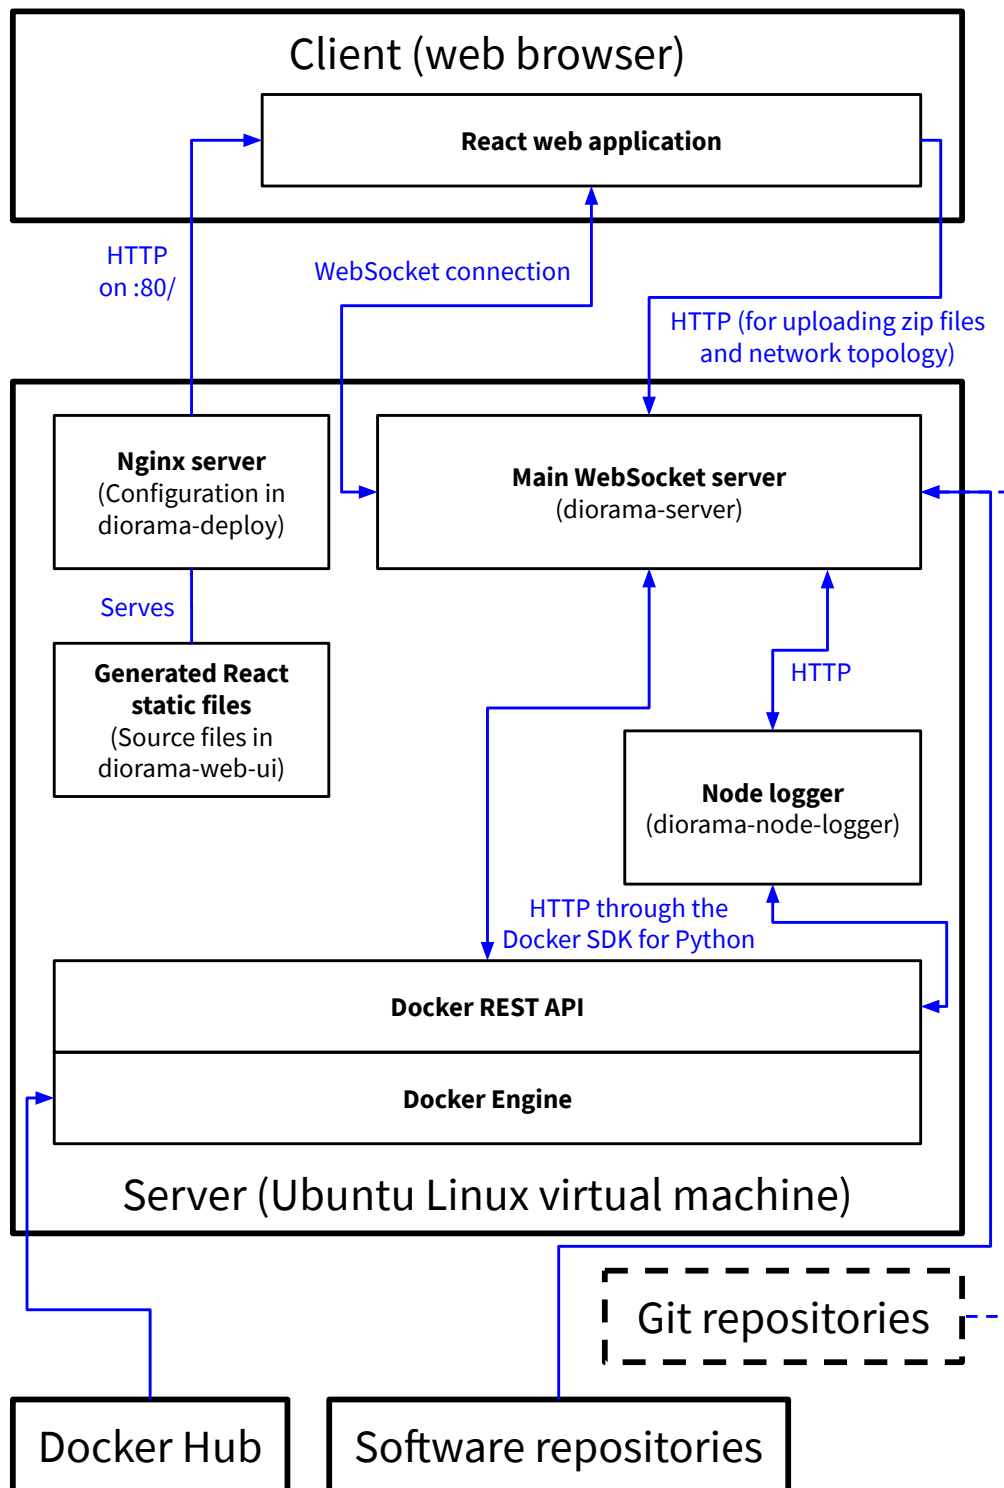 Client (web browser)
React web application
HTTP
on :80/
WebSocket connection
HTTP (for uploading zip files
and network topology)
Nginx server
(Configuration in
diorama-deploy)
Main WebSocket server
(diorama-server)
Serves
Generated React
static files
(Source files in
diorama-web-ui)
HTTP
Node logger
(diorama-node-logger)
HTTP through the
Docker SDK for Python
Docker REST API
Docker Engine
Server (Ubuntu Linux virtual machine)
Git repositories
Docker Hub
Software repositories